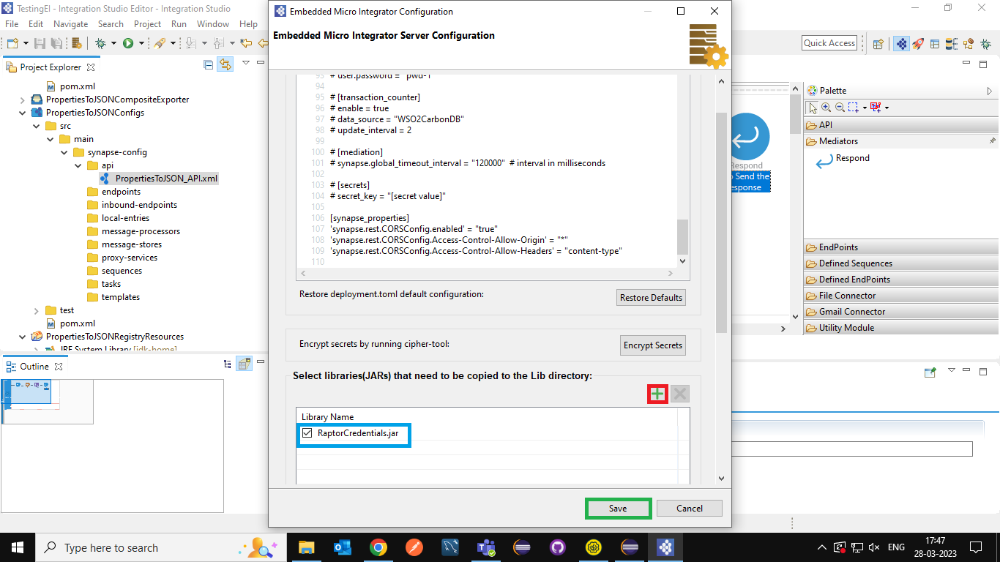 TestingEI - Integration Studio Editor - Integration Studio
File Edit Navigate Search Project Run Window Help
Quick Access
Project Explorer
pom.xml
PropertiesToJSONCompositeExporter
PropertiesToJSONConfigs
src
main
synapse-config
api
PropertiesToJSON_API.xml
endpoints
inbound-endpoints
local-entries
message-processors
message-stores
proxy-services
sequences
tasks
templates
test
pom.xml
PropertiesToJSONRegistryResources
JRE System Library [jdk-home]
Outline
Embedded Micro Integrator Configuration
Embedded Micro Integrator Server Configuration
93 # user.password = "pwd-1"
94
95 # [transaction_counter]
96 # enable = true
97 # data_source = "WSO2CarbonDB"
98 # update_interval = 2
99
100 # [mediation]
101 # synapse.global_timeout_interval = "120000"  # interval in milliseconds
102
103 # [secrets]
104 # secret_key = "[secret value]"
105
106 [synapse_properties]
107 'synapse.rest.CORSConfig.enabled' = "true"
108 'synapse.rest.CORSConfig.Access-Control-Allow-Origin' = "*"
109 'synapse.rest.CORSConfig.Access-Control-Allow-Headers' = "content-type"
110
Restore deployment.toml default configuration:
Restore Defaults
Encrypt secrets by running cipher-tool:
Encrypt Secrets
Select libraries(JARs) that need to be copied to the Lib directory:
Library Name
RaptorCredentials.jar
Save
Cancel
Respond
o Send the
esponse
Palette
API
Mediators
Respond
EndPoints
Defined Sequences
Defined EndPoints
File Connector
Gmail Connector
Utility Module
Type here to search
ENG
17:47
28-03-2023